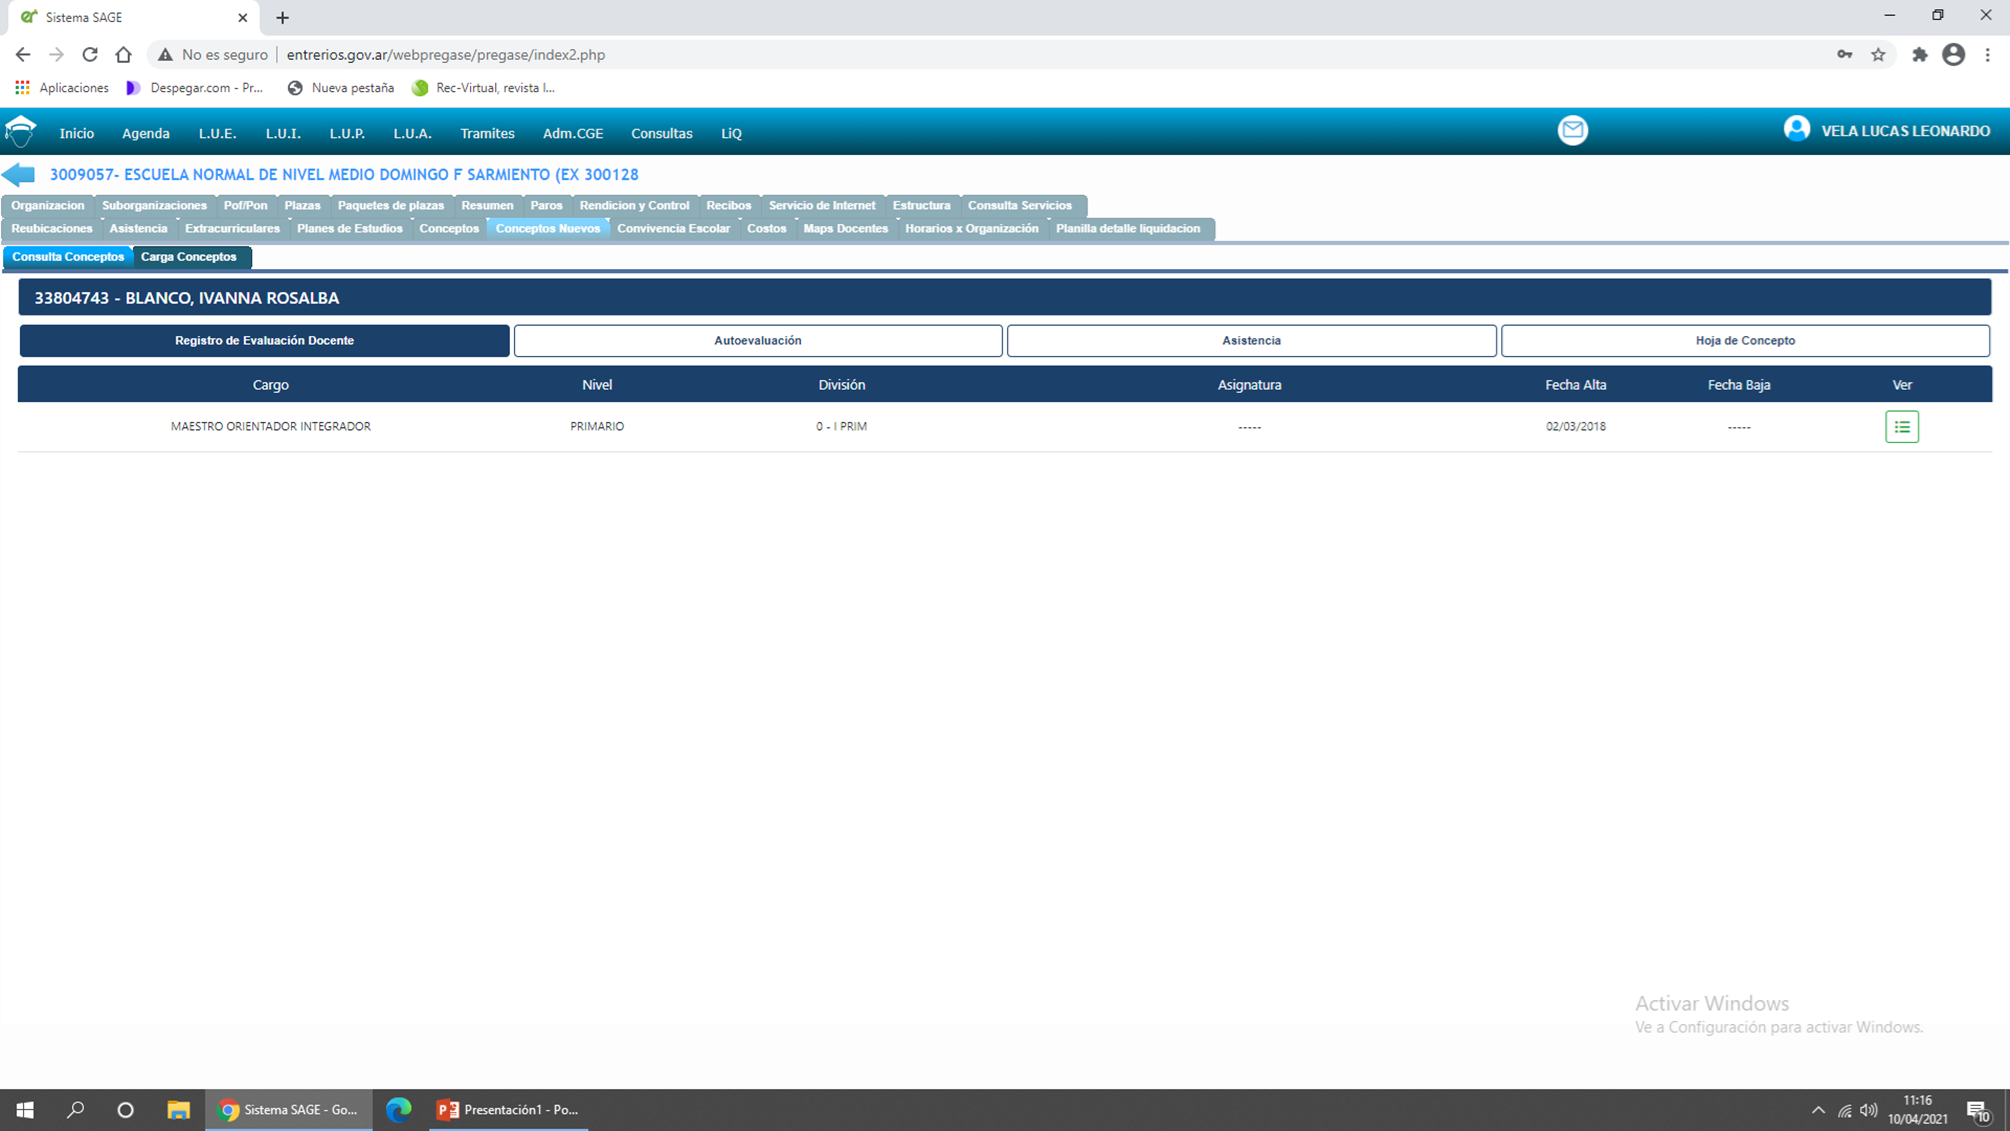 Sistema SAGE
No es seguro entrerios.gov.ar/webpregase/pregase/index2.php
Aplicaciones Despegar.com - Pr... Nueva pestaña Rec-Virtual, revista l...
Inicio Agenda L.U.E. L.U.I. L.U.P. L.U.A. Tramites Adm.CGE Consultas LiQ VELA LUCAS LEONARDO
3009057- ESCUELA NORMAL DE NIVEL MEDIO DOMINGO F SARMIENTO (EX 300128
Organizacion Suborganizaciones Pof/Pon Plazas Paquetes de plazas Resumen Paros Rendicion y Control Recibos Servicio de Internet Estructura Consulta Servicios
Reubicaciones Asistencia Extracurriculares Planes de Estudios Conceptos Conceptos Nuevos Convivencia Escolar Costos Maps Docentes Horarios x Organización Planilla detalle liquidacion
Consulta Conceptos Carga Conceptos
33804743 - BLANCO, IVANNA ROSALBA
Registro de Evaluación Docente Autoevaluación Asistencia Hoja de Concepto
Cargo Nivel División Asignatura Fecha Alta Fecha Baja Ver
MAESTRO ORIENTADOR INTEGRADOR PRIMARIO 0 - I PRIM ----- 02/03/2018 -----
Activar Windows
Ve a Configuración para activar Windows.
Sistema SAGE - Go... Presentación1 - Po...
11:16
10/04/2021
10